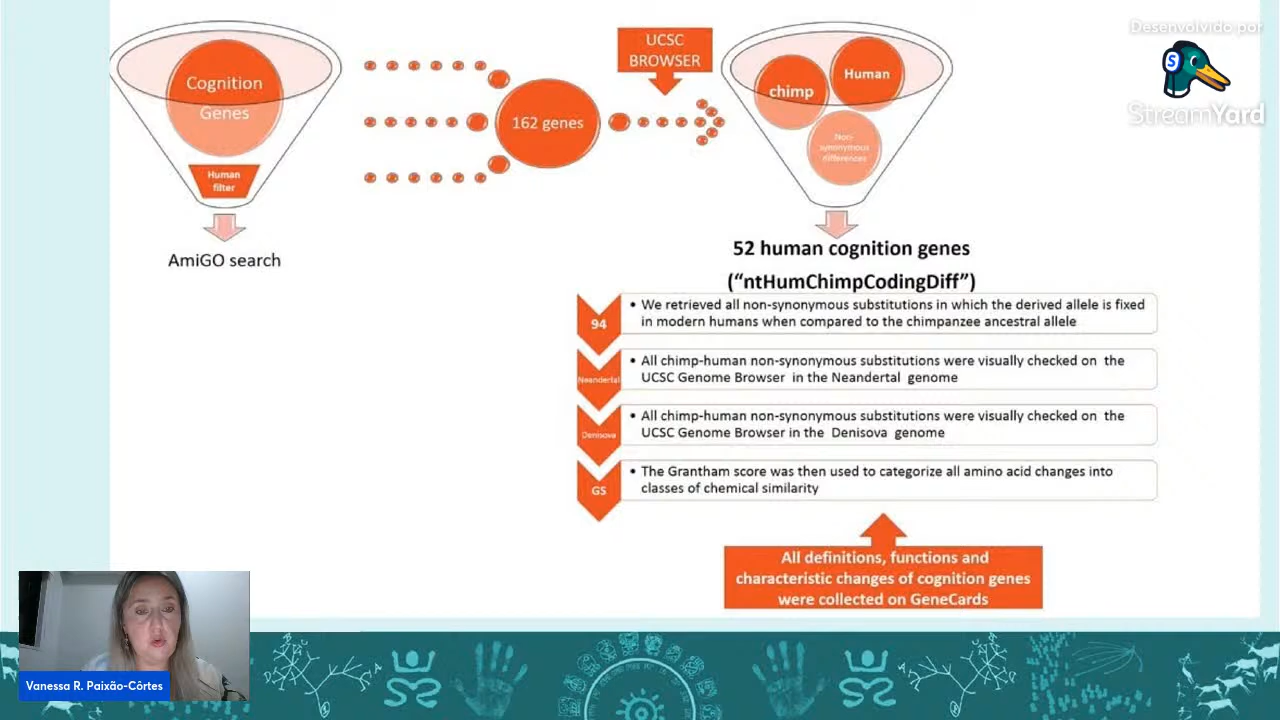 Desenvolvido por
StreamYard
Cognition
Genes
Human
filter
AmiGO search
162 genes
UCSC
BROWSER
chimp
Human
Non-
synonymous
differences
52 human cognition genes
(“ntHumChimpCodingDiff”)
94
• We retrieved all non-synonymous substitutions in which the derived allele is fixed
in modern humans when compared to the chimpanzee ancestral allele
Neandertal
• All chimp-human non-synonymous substitutions were visually checked on the
UCSC Genome Browser in the Neandertal genome
Denisova
• All chimp-human non-synonymous substitutions were visually checked on the
UCSC Genome Browser in the Denisova genome
GS
• The Grantham score was then used to categorize all amino acid changes into
classes of chemical similarity
All definitions, functions and
characteristic changes of cognition genes
were collected on GeneCards
Vanessa R. Paixão-Côrtes